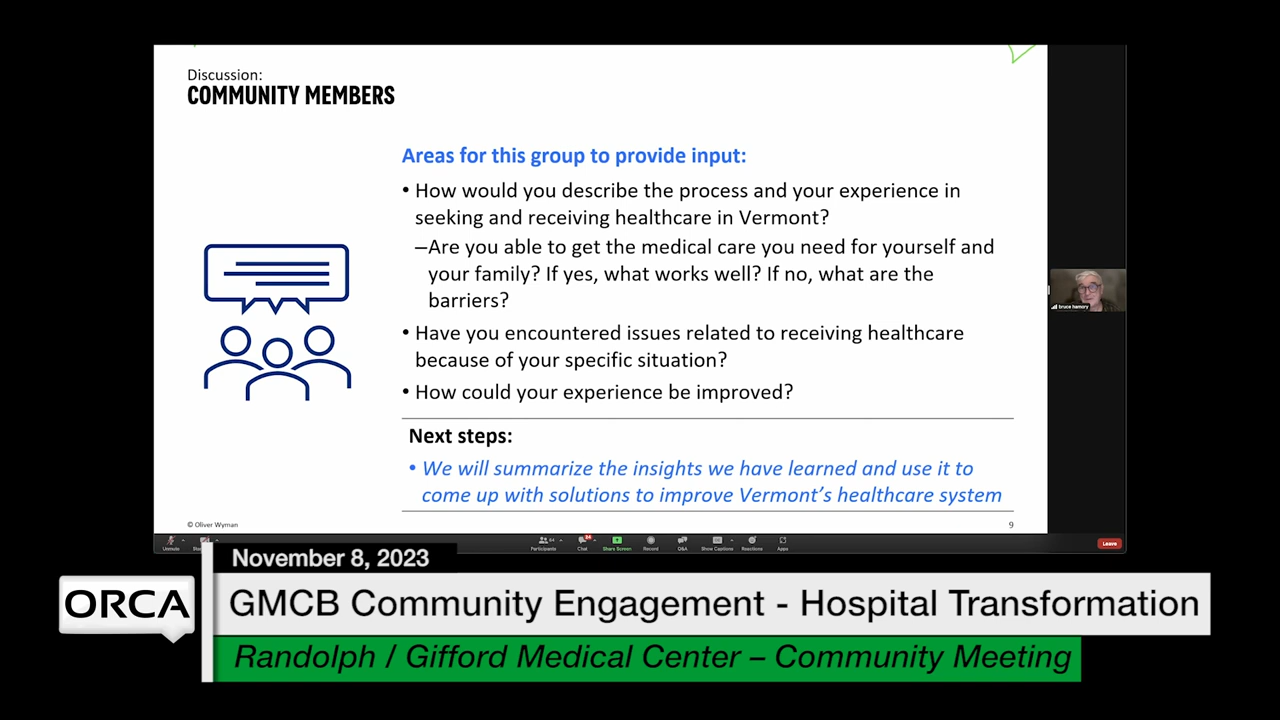 Discussion:
COMMUNITY MEMBERS
Areas for this group to provide input:
• How would you describe the process and your experience in
seeking and receiving healthcare in Vermont?
–Are you able to get the medical care you need for yourself and
your family? If yes, what works well? If no, what are the
barriers?
• Have you encountered issues related to receiving healthcare
because of your specific situation?
• How could your experience be improved?
Next steps:
• We will summarize the insights we have learned and use it to
come up with solutions to improve Vermont's healthcare system
© Oliver Wyman
9
bruce hamory
Unmute
Participants
Chat
Share Screen
Record
Q&A
Show Captions
Reactions
Apps
Leave
November 8, 2023
ORCA
GMCB Community Engagement - Hospital Transformation
Randolph / Gifford Medical Center – Community Meeting